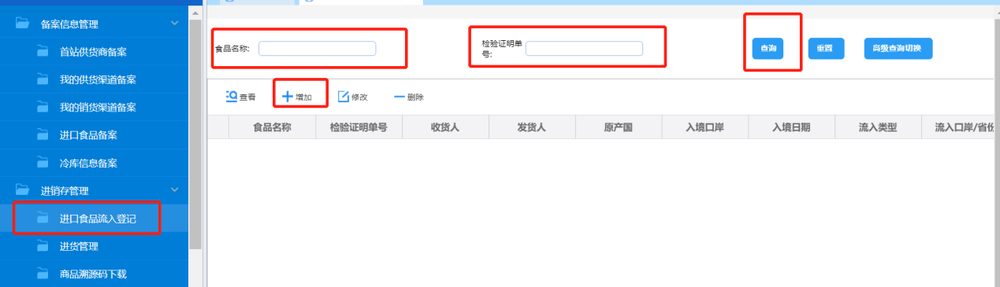 备案信息管理
首站供货商备案
我的供货渠道备案
我的销货渠道备案
进口食品备案
冷库信息备案
进销存管理
进口食品流入登记
进货管理
商品溯源码下载
食品名称:
检验证明单
号:
查询
重置
高级查询切换
查看
增加
修改
删除
食品名称 检验证明单号 收货人 发货人 原产国 入境口岸 入境日期 流入类型 流入口岸/省份